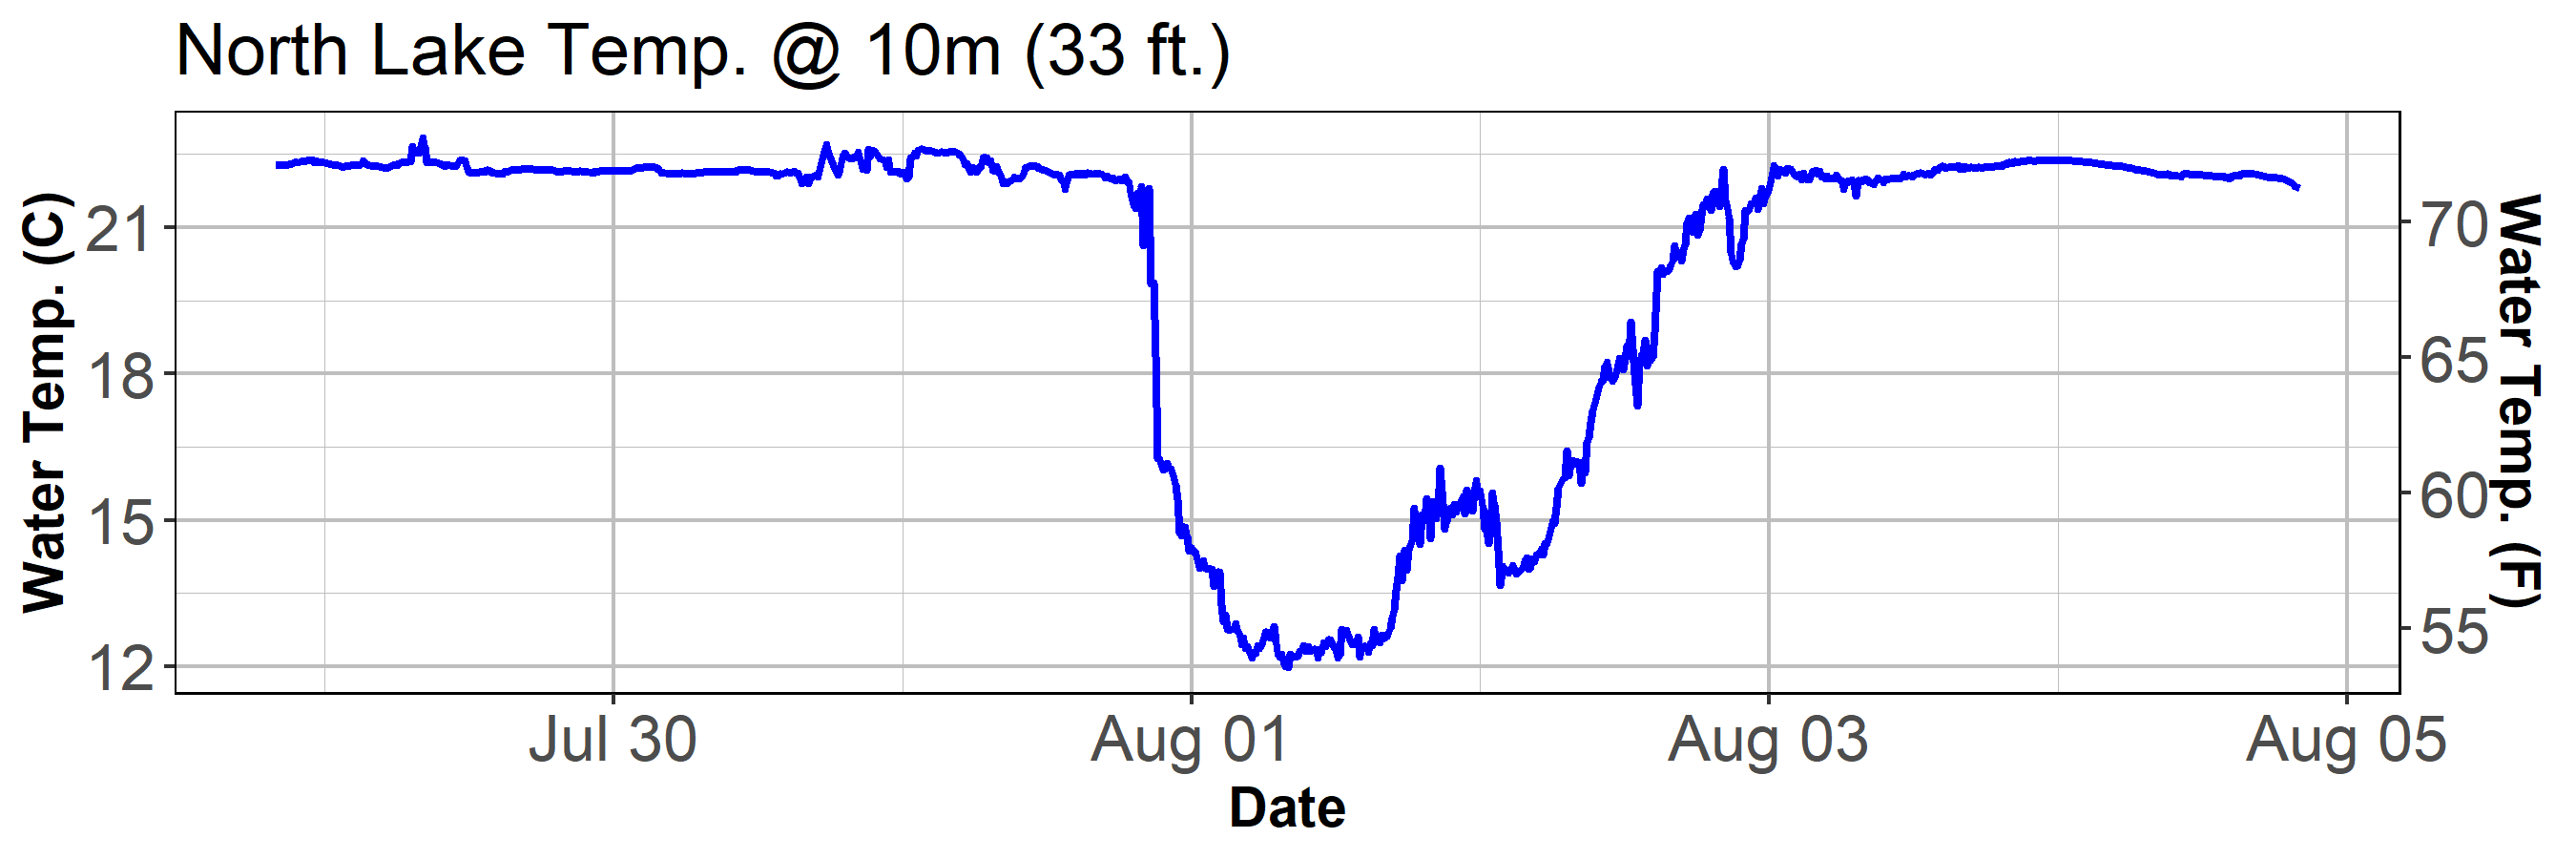 North Lake Temp. @ 10m (33 ft.)
Water Temp. (C)
21
18
15
12
70
65
60
55
Water Temp. (F)
Jul 30
Aug 01
Aug 03
Aug 05
Date